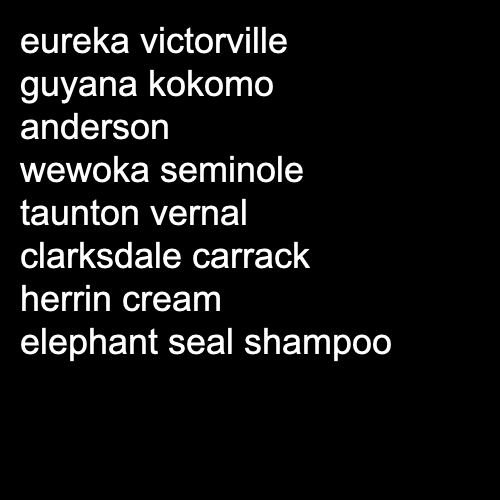 eureka victorville
guyana kokomo
anderson
wewoka seminole
taunton vernal
clarksdale carrack
herrin cream
elephant seal shampoo